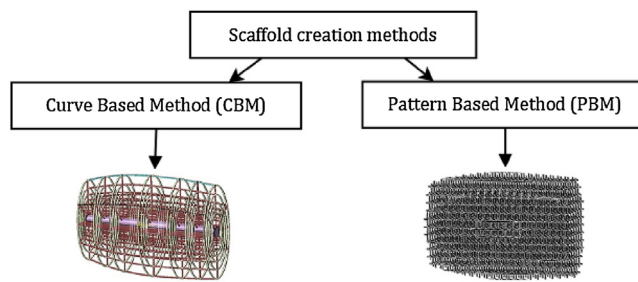 Scaffold creation methods
Curve Based Method (CBM)
Pattern Based Method (PBM)